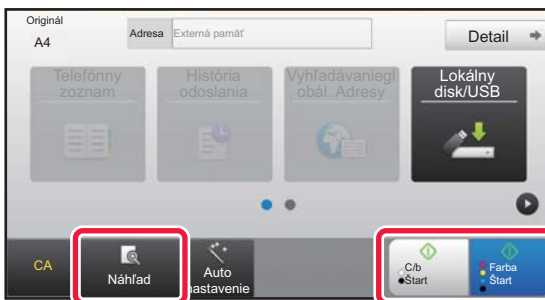 Originál
A4
Adresa
Externá pamäť
Detail
Telefónny
zoznam
História
odoslania
Vyhľadávaniegl
obál. Adresy
Lokálny
disk/USB
CA
Náhľad
Auto
nastavenie
C/b
Štart
Farba
Štart